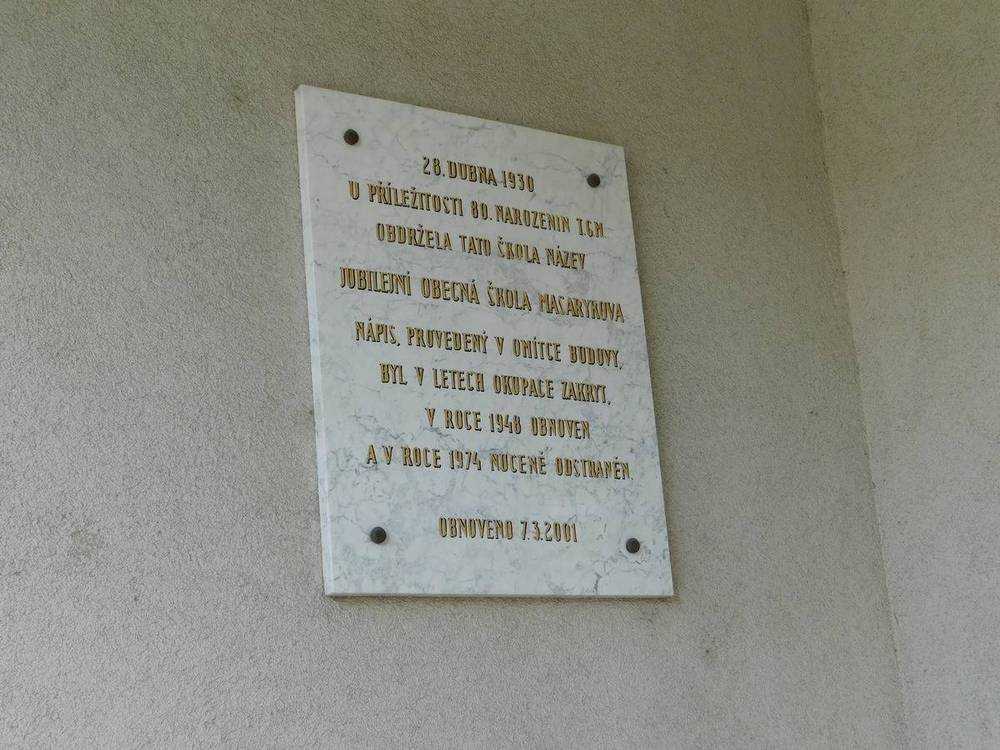 28. DUBNA 1930
U PŘÍLEŽITOSTI 80. NAROZENIN T.G.M
OBDRŽELA TATO ŠKOLA NÁZEV
JUBILEJNÍ OBECNÁ ŠKOLA MASARYKOVA
NÁPIS, PROVEDENÝ V OMÍTCE BUDOVY,
BYL V LETECH OKUPACE ZAKRYT,
V ROCE 1948 OBNOVEN
A V ROCE 1974 NUCENĚ ODSTRANĚN.
OBNOVENO 7.3.2001